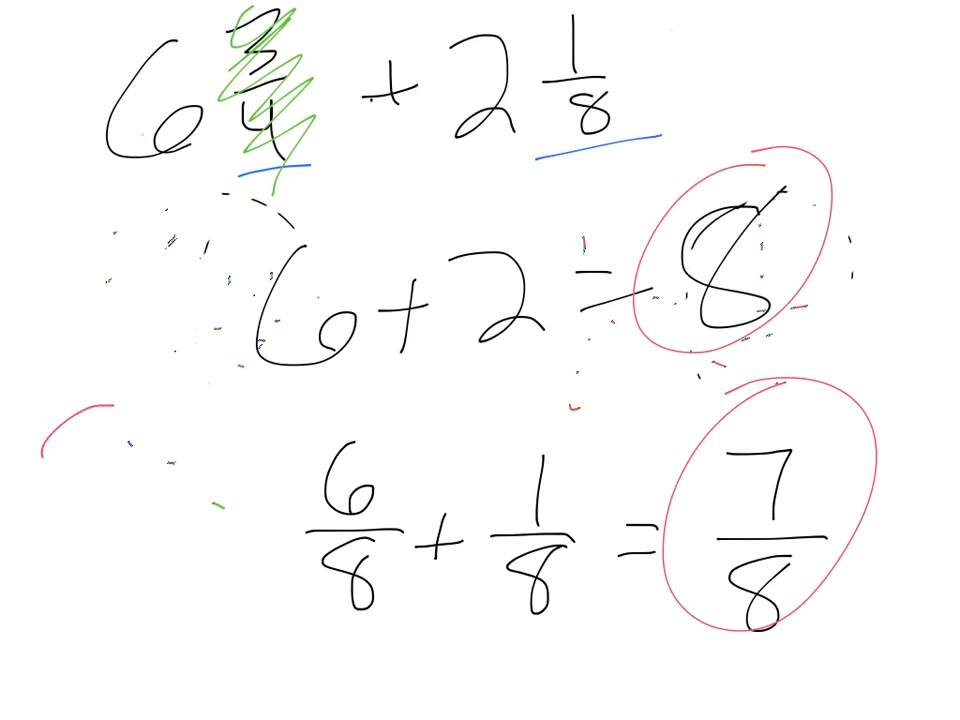 6 3/4 + 2 1/8
6 + 2 = 8
6/8 + 1/8 = 7/8